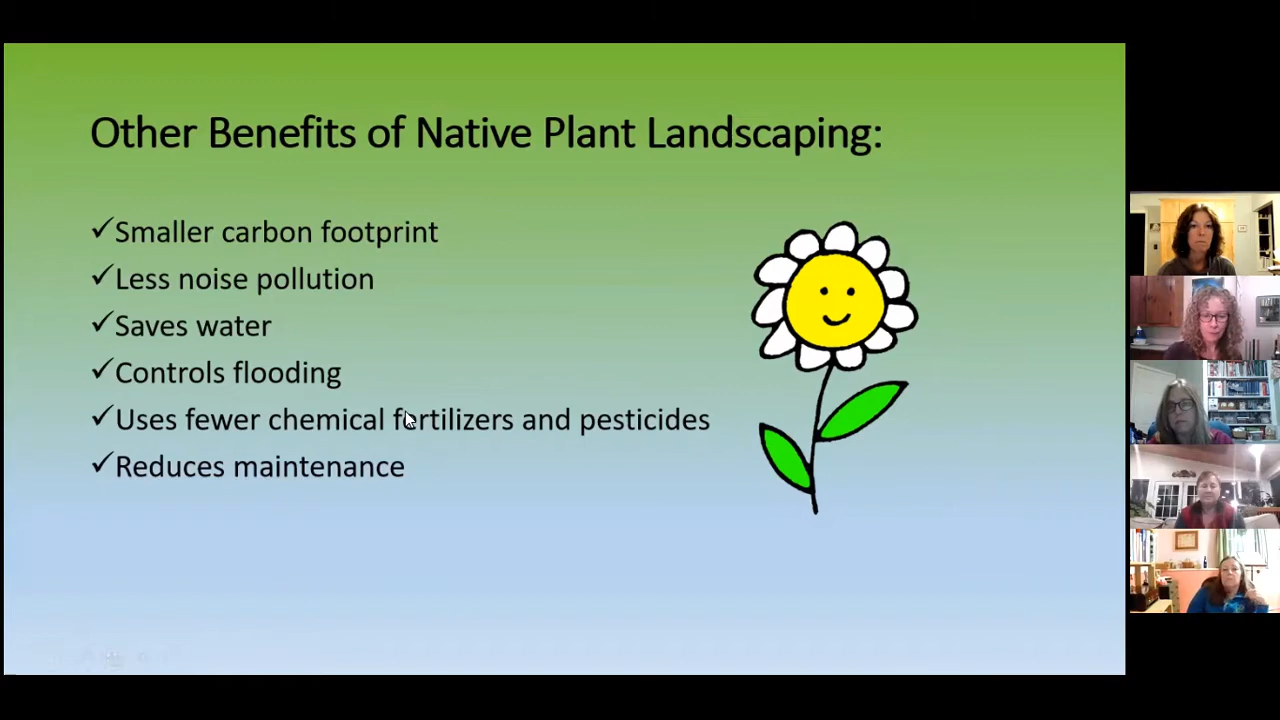 Other Benefits of Native Plant Landscaping:
✓Smaller carbon footprint
✓Less noise pollution
✓Saves water
✓Controls flooding
✓Uses fewer chemical fertilizers and pesticides
✓Reduces maintenance